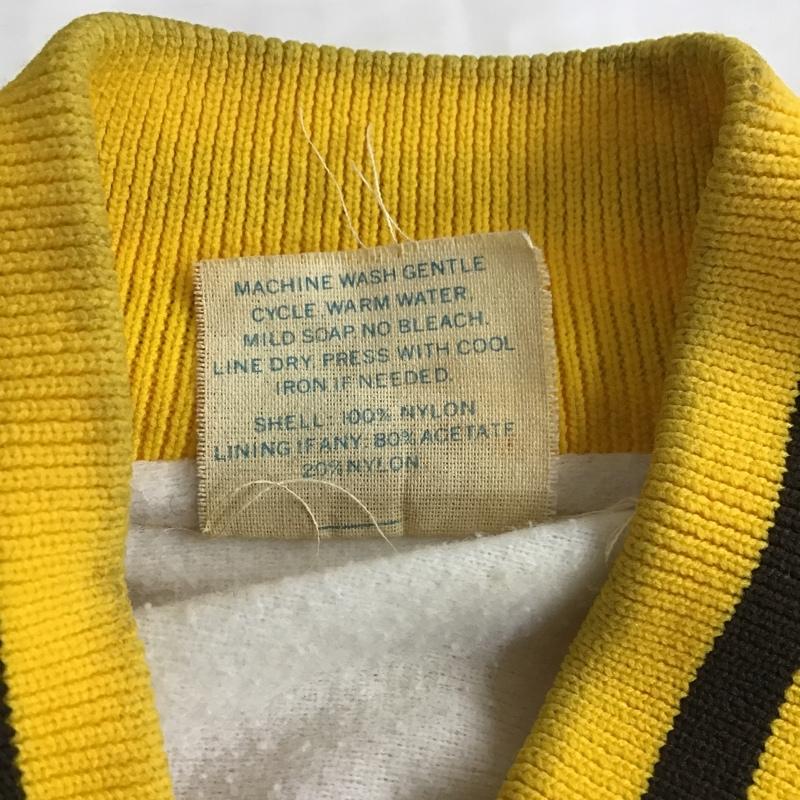 MACHINE WASH GENTLE
CYCLE WARM WATER.
MILD SOAP. NO BLEACH.
LINE DRY. PRESS WITH COOL
IRON IF NEEDED.
SHELL: 100% NYLON
LINING IF ANY: 80% ACETATE
20% NYLON